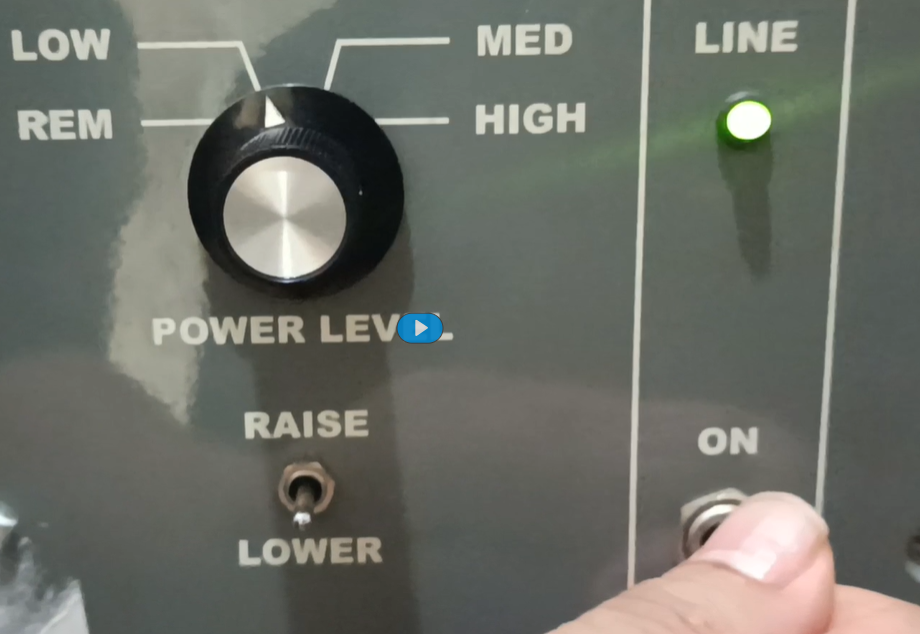 LOW
MED
LINE
REM
HIGH
POWER LEVEL
RAISE
ON
LOWER